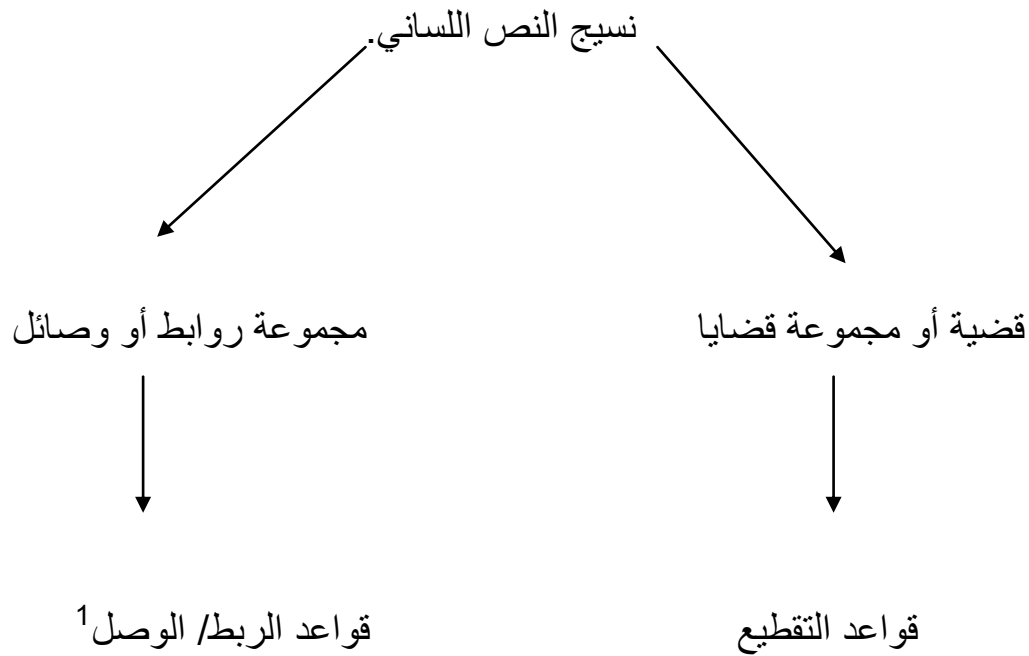 نسيج النص اللساني.
قضية أو مجموعة قضايا
مجموعة روابط أو وصائل
قواعد التقطيع
قواعد الربط/ الوصل1